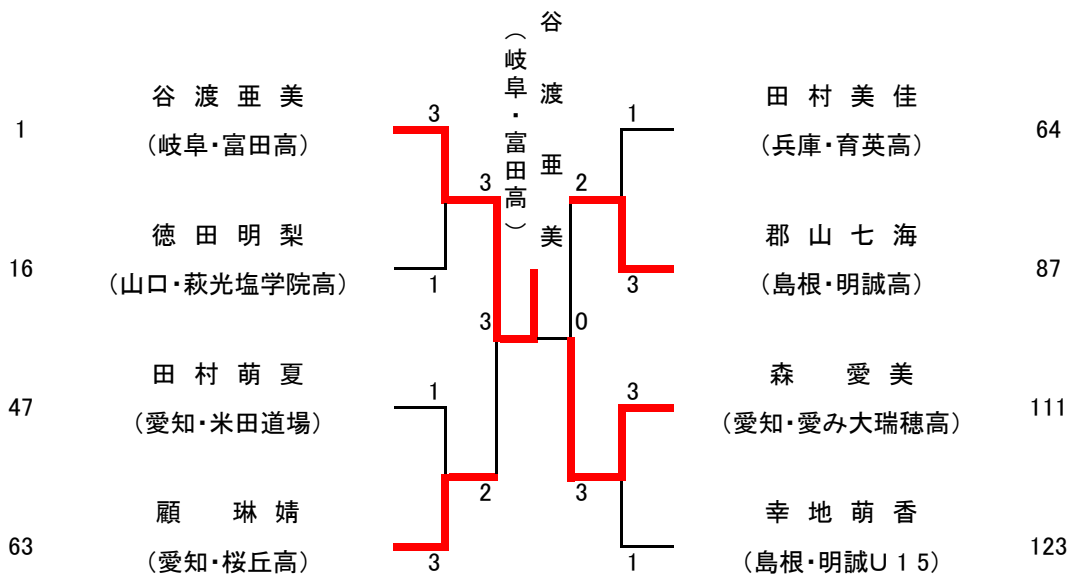 谷渡亜美
（岐阜・富田高）
1
谷渡亜美
（岐阜・富田高）
3
16
徳田明梨
（山口・萩光塩学院高）
1
3
47
田村萌夏
（愛知・米田道場）
1
63
顧琳婧
（愛知・桜丘高）
3
2
3
0
64
田村美佳
（兵庫・育英高）
1
87
郡山七海
（島根・明誠高）
3
2
111
森愛美
（愛知・愛み大瑞穂高）
3
123
幸地萌香
（島根・明誠Ｕ１５）
1
3